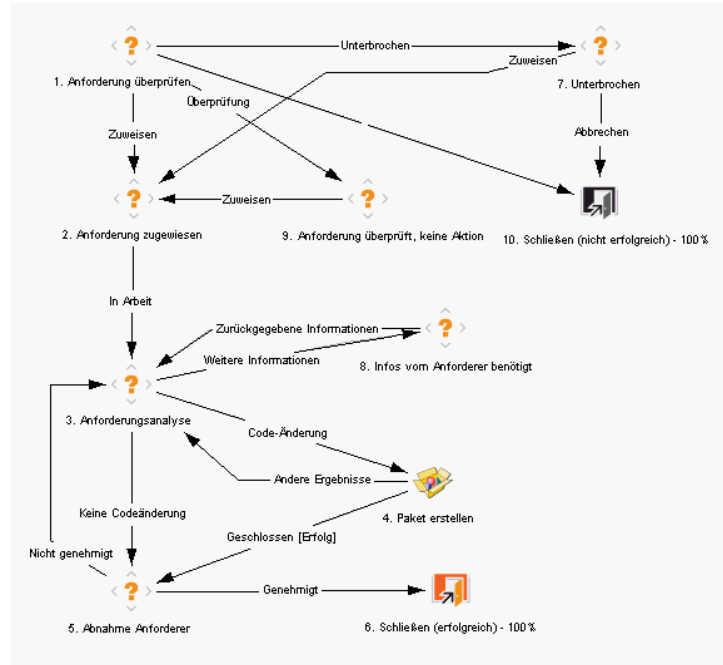 Unterbrochen
Zuweisen
1. Anforderung überprüfen
7. Unterbrochen
Überprüfung
Zuweisen
Abbrechen
Zuweisen
2. Anforderung zugewiesen
9. Anforderung überprüft, keine Aktion
10. Schließen (nicht erfolgreich) - 100%
In Arbeit
Zurückgegebene Informationen
Weitere Informationen
8. Infos vom Anforderer benötigt
3. Anforderungsanalyse
Code-Änderung
Andere Ergebnisse
Keine Codeänderung
4. Paket erstellen
Geschlossen [Erfolg]
Nicht genehmigt
Genehmigt
5. Abnahme Anforderer
6. Schließen (erfolgreich) - 100%